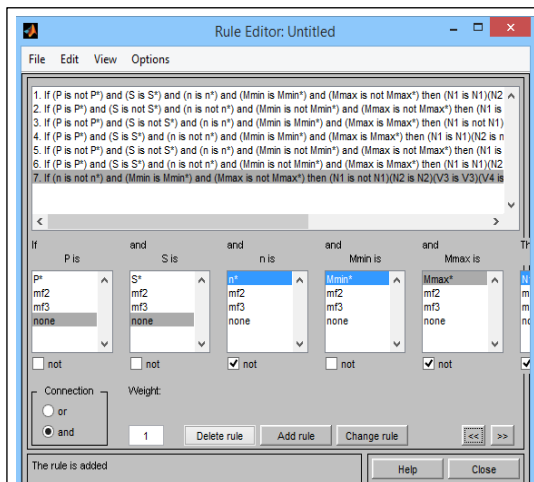 Rule Editor: Untitled
File Edit View Options
1. If (P is not P*) and (S is S*) and (n is n*) and (Mmin is Mmin*) and (Mmax is not Mmax*) then (N1 is N1)(N2
2. If (P is P*) and (S is not S*) and (n is not n*) and (Mmin is not Mmin*) and (Mmax is not Mmax*) then (N1 is
3. If (P is not P*) and (S is S*) and (n is not n*) and (Mmin is Mmin*) and (Mmax is Mmax*) then (N1 is not N1)
4. If (P is P*) and (S is not S*) and (n is not n*) and (Mmin is Mmin*) and (Mmax is Mmax*) then (N1 is N1)(N2 is n
5. If (P is not P*) and (S is not S*) and (n is n*) and (Mmin is not Mmin*) and (Mmax is not Mmax*) then (N1 is
6. If (P is P*) and (S is S*) and (n is n*) and (Mmin is not Mmin*) and (Mmax is Mmax*) then (N1 is N1)(N2
7. If (n is not n*) and (Mmin is Mmin*) and (Mmax is not Mmax*) then (N1 is not N1)(N2 is N2)(V3 is V3)(V4 is
If and and and and Th
P is S is n is Mmin is Mmax is
P* S* n* Mmin* Mmax* N
mf2 mf2 mf2 mf2 mf2 m
mf3 mf3 mf3 mf3 mf3 m
none none none none none n
not not not not not
Connection Weight:
or
and 1 Delete rule Add rule Change rule << >>
The rule is added Help Close